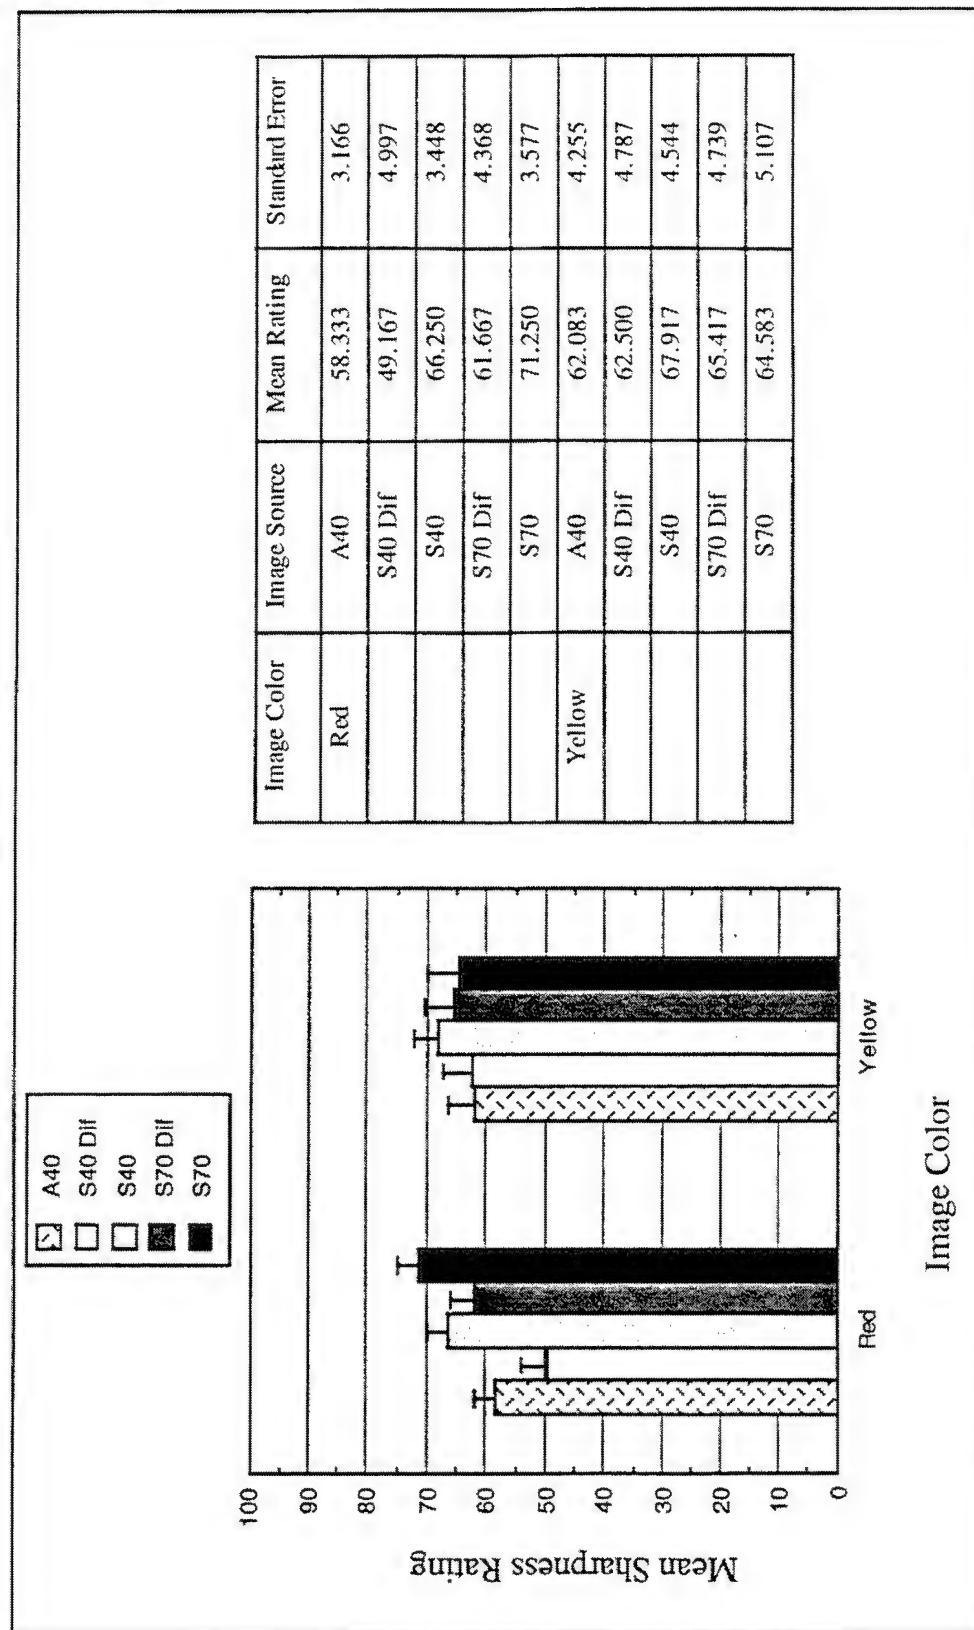 A40
S40 Dif
S40
S70 Dif
S70
Mean Sharpness Rating
100
90
80
70
60
50
40
30
20
10
0
Red
Yellow
Image Color
Image Color Image Source Mean Rating Standard Error
Red A40 58.333 3.166
S40 Dif 49.167 4.997
S40 66.250 3.448
S70 Dif 61.667 4.368
S70 71.250 3.577
Yellow A40 62.083 4.255
S40 Dif 62.500 4.787
S40 67.917 4.544
S70 Dif 65.417 4.739
S70 64.583 5.107